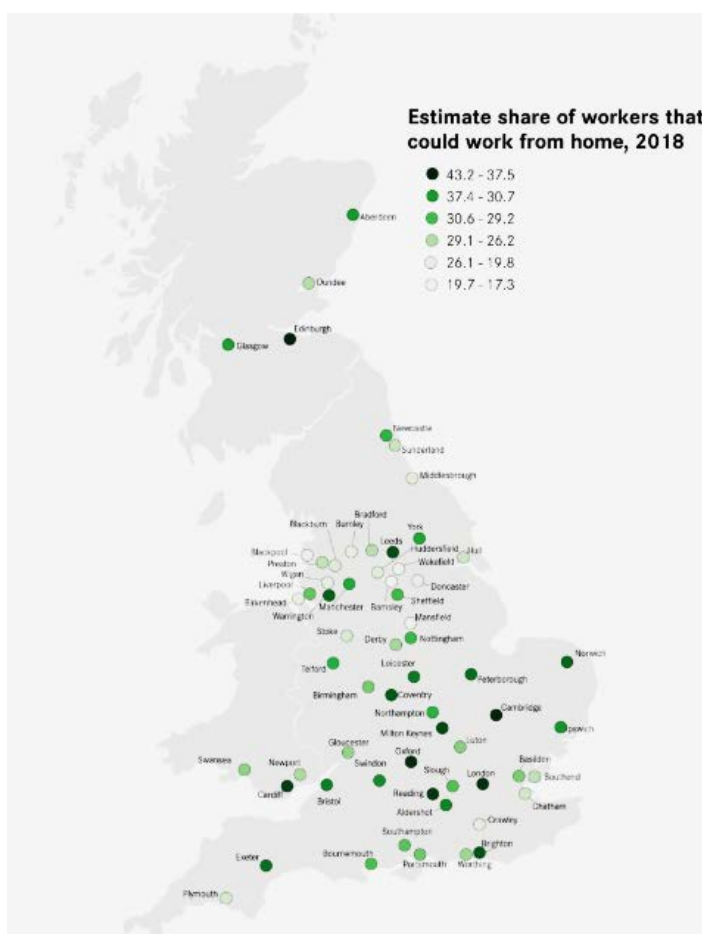 Estimate share of workers that
could work from home, 2018
43.2 - 37.5
37.4 - 30.7
30.6 - 29.2
29.1 - 26.2
26.1 - 19.8
19.7 - 17.3
Aberdeen
Dundee
Edinburgh
Glasgow
Newcastle
Sunderland
Middlesbrough
Bradford
Blackburn
Burnley
York
Leeds
Huddersfield
Hull
Blackpool
Preston
Wakefield
Wigan
Doncaster
Liverpool
Birkenhead
Manchester
Barnsley
Sheffield
Warrington
Mansfield
Stoke
Derby
Nottingham
Telford
Leicester
Norwich
Peterborough
Birmingham
Coventry
Northampton
Cambridge
Milton Keynes
Ipswich
Gloucester
Luton
Swansea
Newport
Swindon
Oxford
Slough
London
Basildon
Southend
Cardiff
Bristol
Reading
Chatham
Aldershot
Crawley
Southampton
Brighton
Exeter
Bournemouth
Portsmouth
Worthing
Plymouth